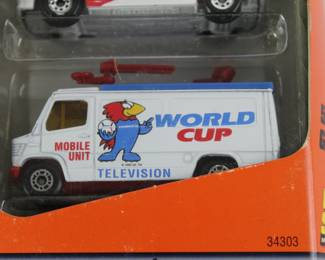 WORLD
CUP
MOBILE
UNIT
TELEVISION
34303